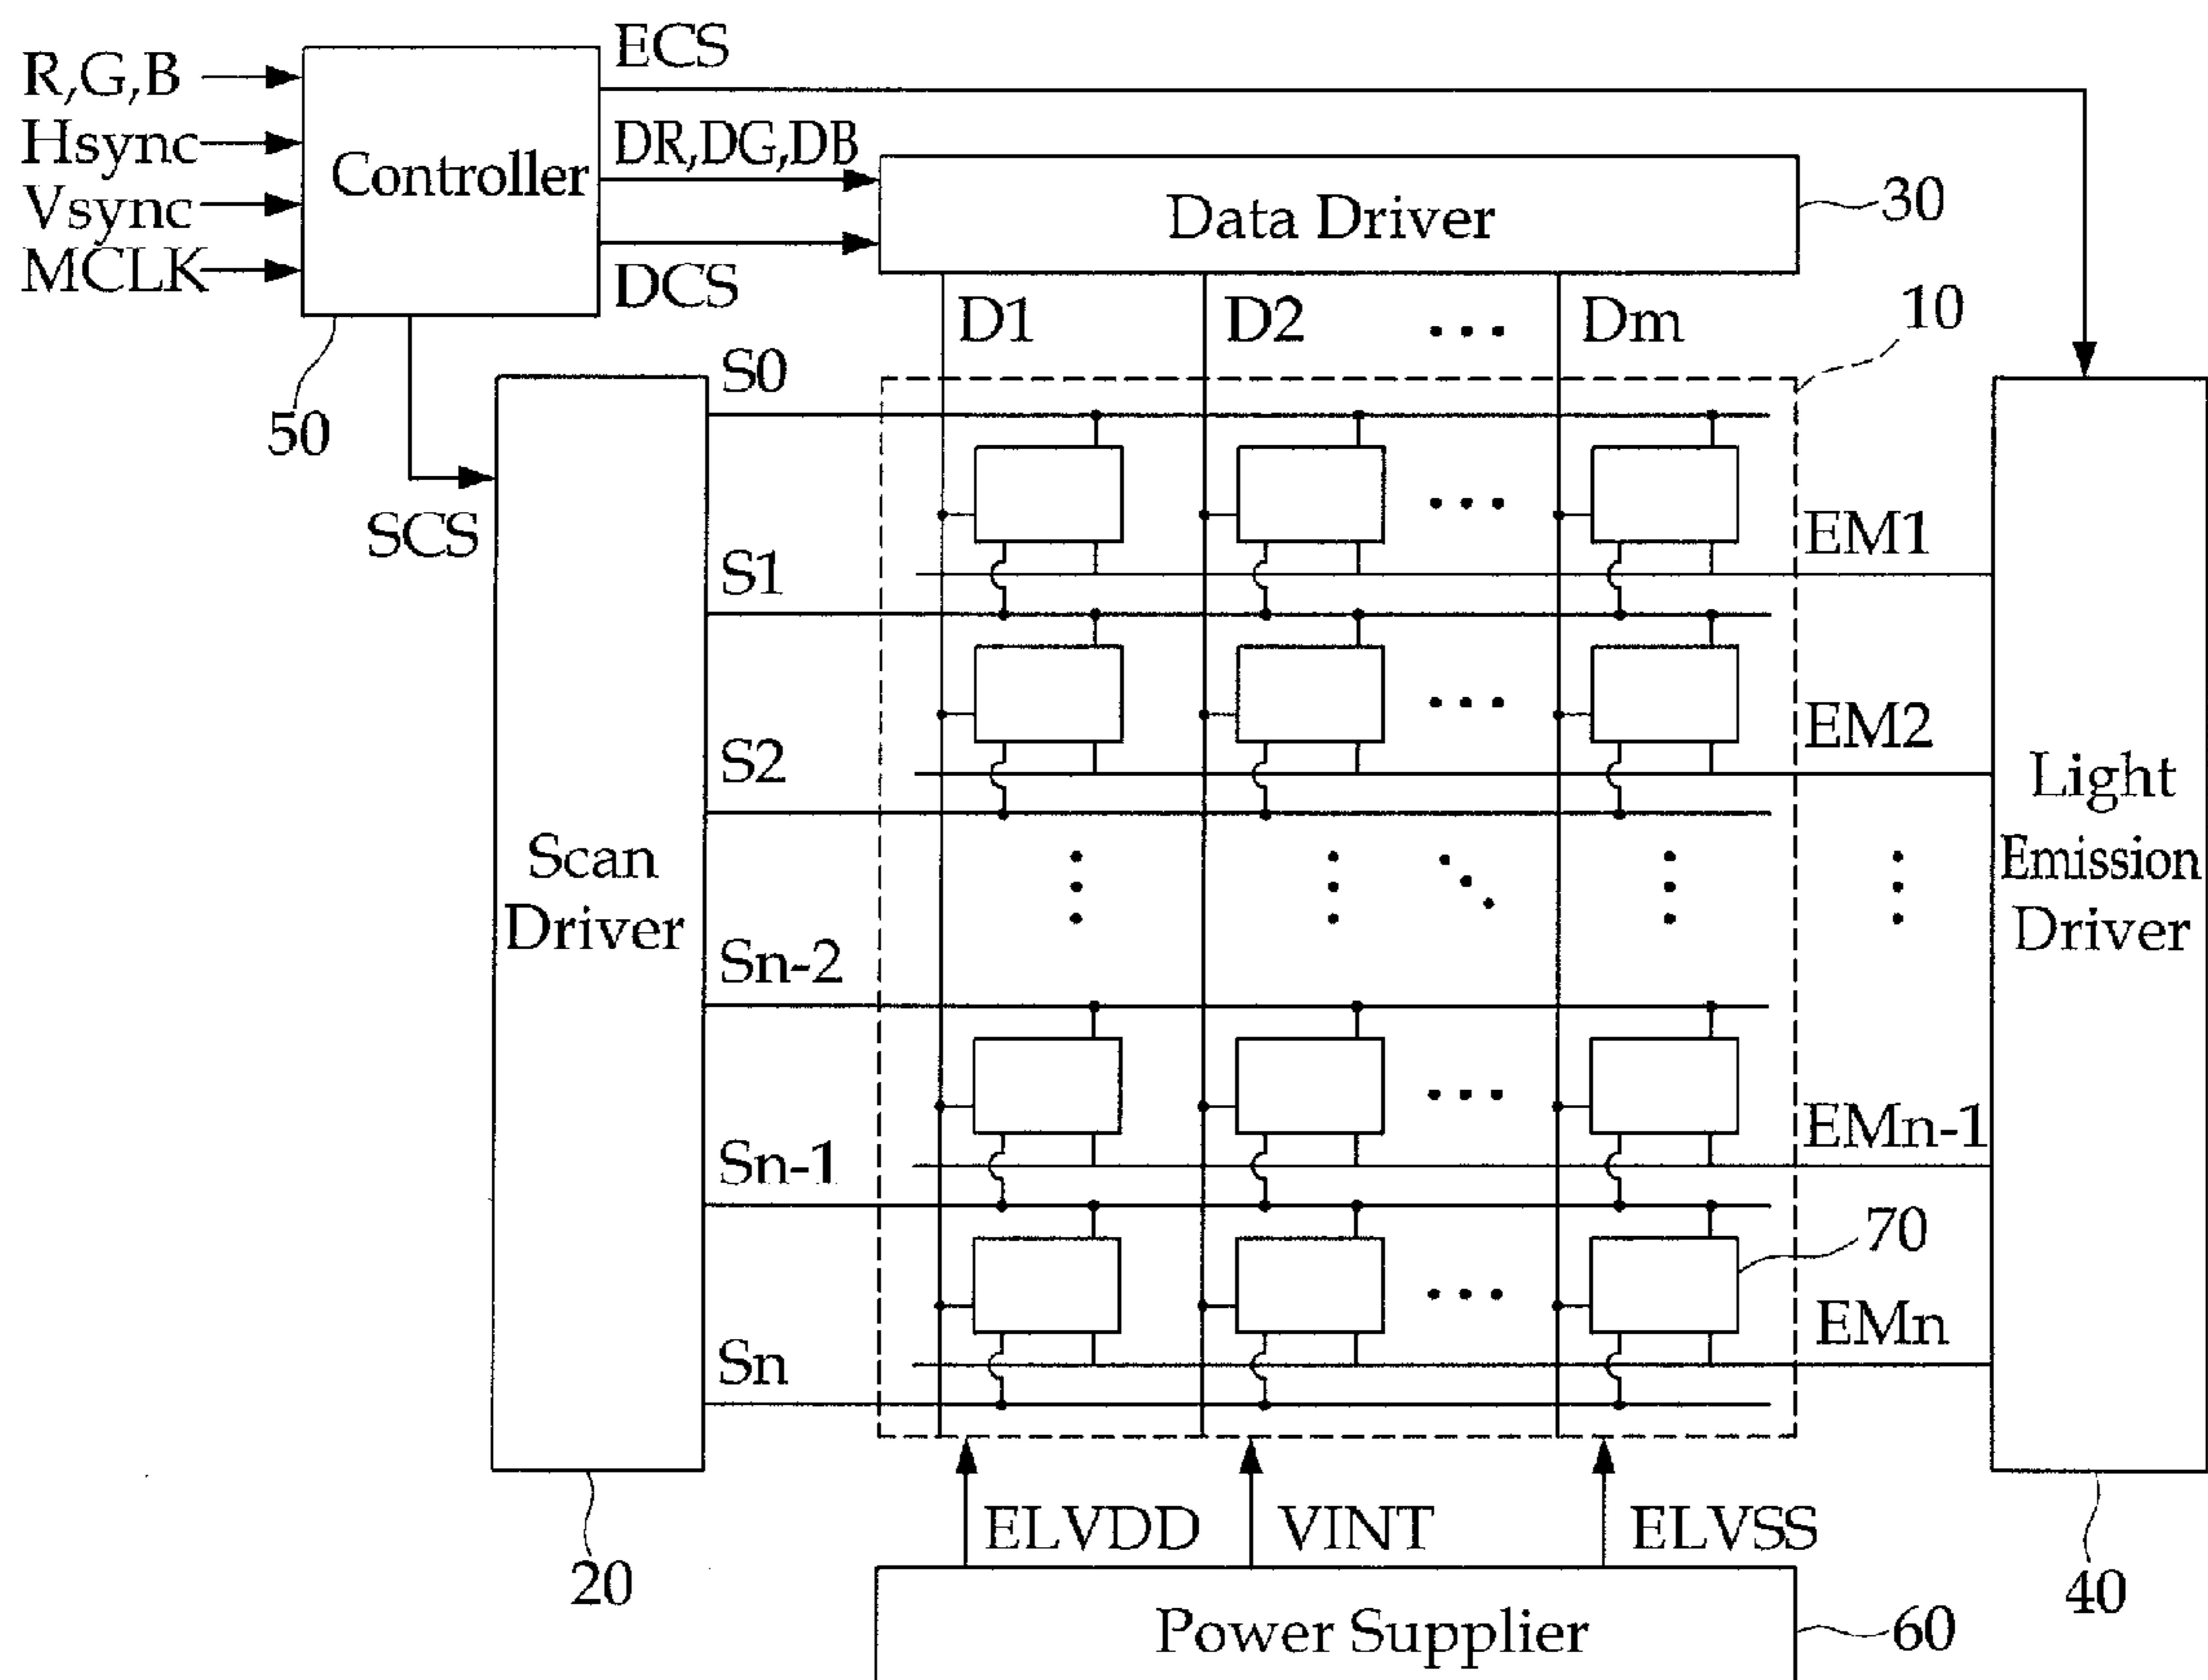 ECS
R,G,B
Hsync
Vsync
MCLK
Controller
DR,DG,DB
DCS
50
SCS
Data Driver
30
D1
D2
Dm
10
S0
S1
S2
Sn-2
Sn-1
Sn
Scan
Driver
20
EM1
EM2
EMn-1
EMn
70
Light
Emission
Driver
40
ELVDD
VINT
ELVSS
Power Supplier
60